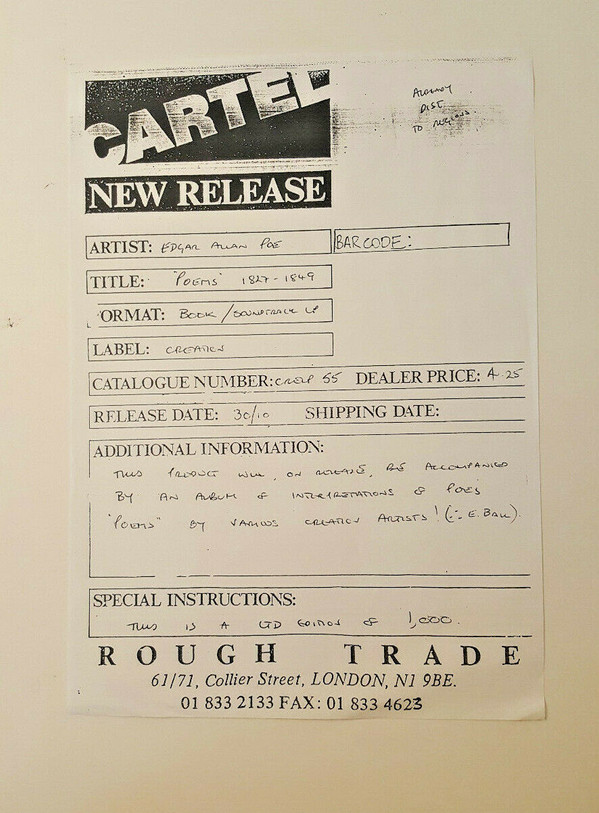 CARTEL
ALREADY
DIST
TO REGIONS
NEW RELEASE
ARTIST: EDGAR ALLAN POE
BARCODE:
TITLE: 'POEMS' 1827-1849
ORMAT: BOOK / SOUNDTRACK LP
LABEL: CREATION
CATALOGUE NUMBER: CRELP 55 DEALER PRICE: 4.25
RELEASE DATE: 30/10 SHIPPING DATE:
ADDITIONAL INFORMATION:
THIS PRODUCT WILL, ON RELEASE, BE ACCOMPANIED
BY AN ALBUM OF INTERPRETATIONS OF POES
"POEMS" BY VARIOUS CREATION ARTISTS! (∴ E. BALL).
SPECIAL INSTRUCTIONS:
THIS IS A LTD EDITION OF 1,000.
ROUGH TRADE
61/71, Collier Street, LONDON, N1 9BE.
01 833 2133 FAX: 01 833 4623